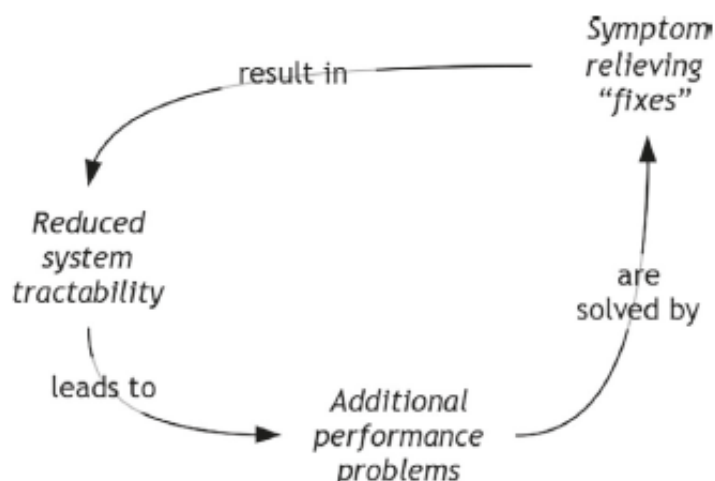 Symptom
relieving
“fixes”
result in
Reduced
system
tractability
leads to
Additional
performance
problems
are
solved by